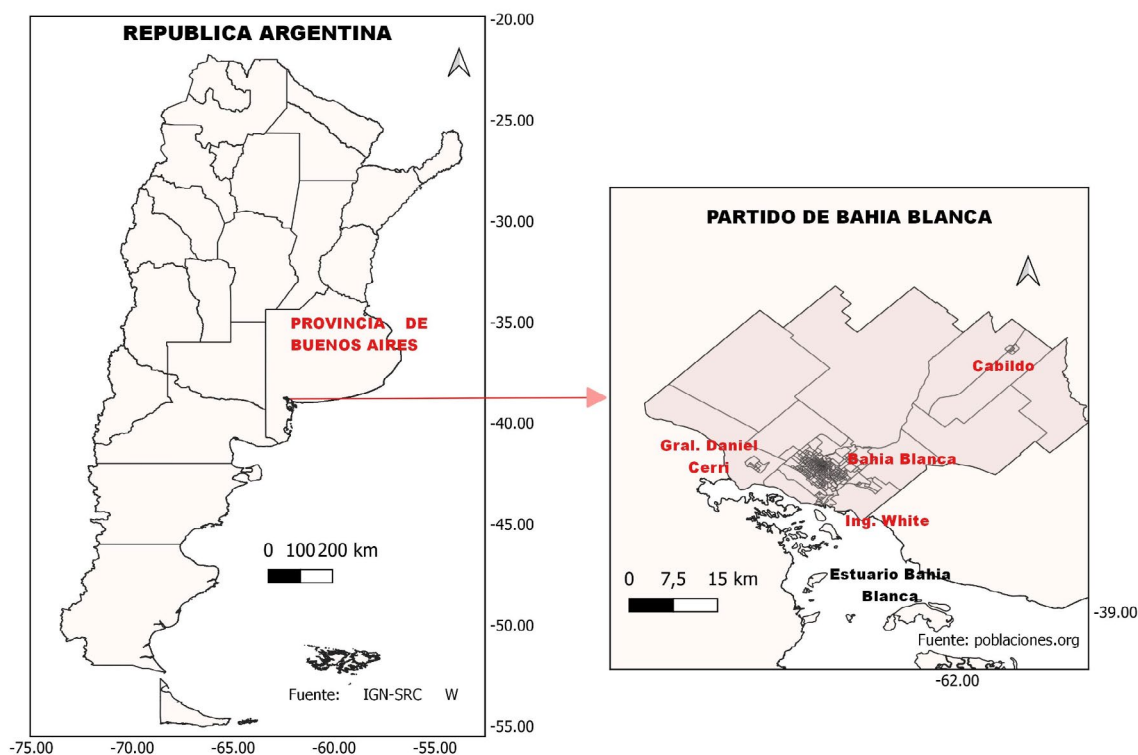 REPUBLICA ARGENTINA
-20.00
-25.00
-30.00
-35.00
-40.00
-45.00
-50.00
-55.00
PROVINCIA DE
BUENOS AIRES
0 100 200 km
Fuente: IGN-SRC W
-75.00 -70.00 -65.00 -60.00 -55.00
PARTIDO DE BAHIA BLANCA
Cabildo
Gral. Daniel
Cerri
Bahia Blanca
Ing. White
0 7,5 15 km
Estuario Bahia
Blanca
-39.00
Fuente: poblaciones.org
-62.00